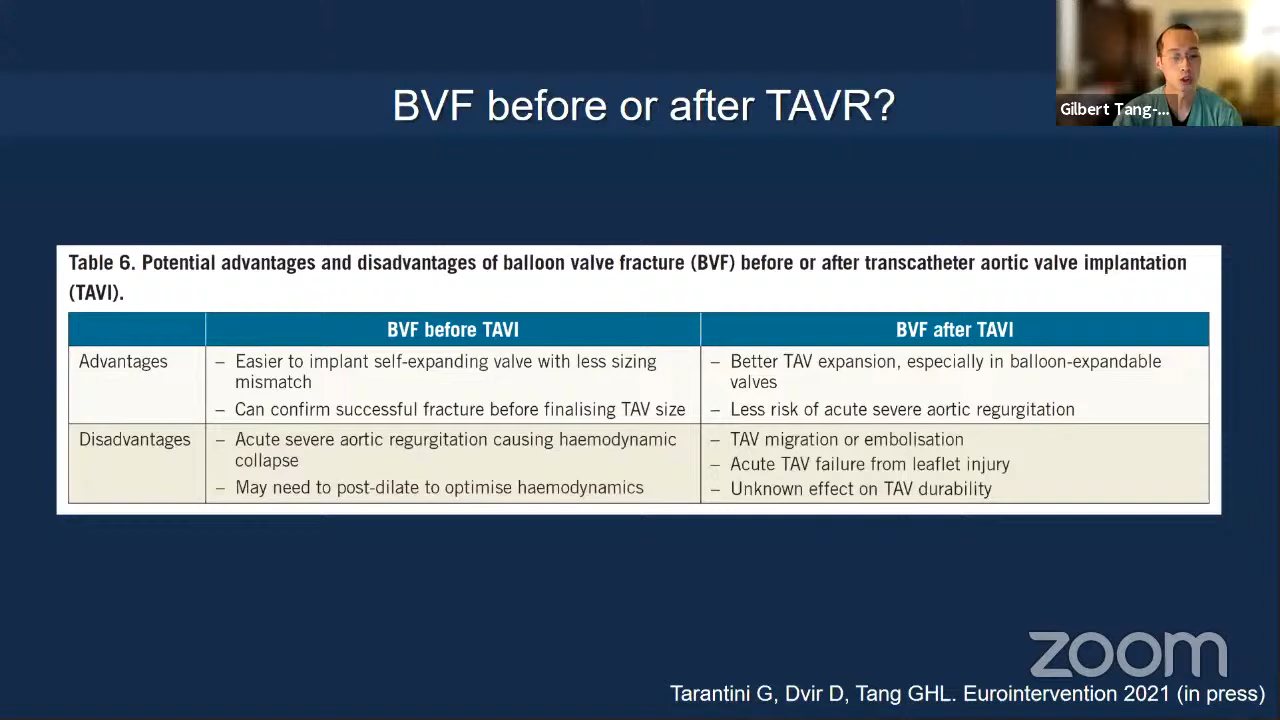 BVF before or after TAVR?
Gilbert Tang-...
Table 6. Potential advantages and disadvantages of balloon valve fracture (BVF) before or after transcatheter aortic valve implantation
(TAVI).
BVF before TAVI
BVF after TAVI
Advantages
– Easier to implant self-expanding valve with less sizing
mismatch
– Can confirm successful fracture before finalising TAV size
– Better TAV expansion, especially in balloon-expandable
valves
– Less risk of acute severe aortic regurgitation
Disadvantages
– Acute severe aortic regurgitation causing haemodynamic
collapse
– May need to post-dilate to optimise haemodynamics
– TAV migration or embolisation
– Acute TAV failure from leaflet injury
– Unknown effect on TAV durability
zoom
Tarantini G, Dvir D, Tang GHL. Eurointervention 2021 (in press)